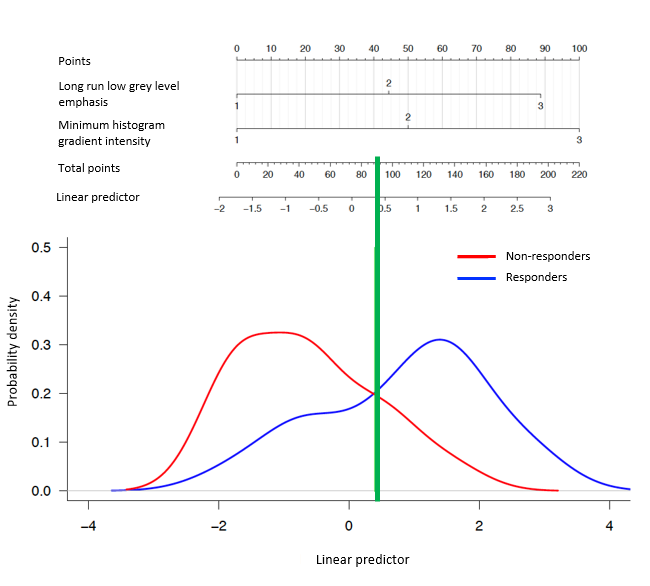 0 10 20 30 40 50 60 70 80 90 100
Points
Long run low grey level
emphasis
2
1 3
Minimum histogram
gradient intensity
2
1 3
Total points
0 20 40 60 80 100 120 140 160 180 200 220
Linear predictor
−2 −1.5 −1 −0.5 0 0.5 1 1.5 2 2.5 3
0.5
Non-responders
Responders
0.4
0.3
0.2
0.1
0.0
Probability density
−4 −2 0 2 4
Linear predictor